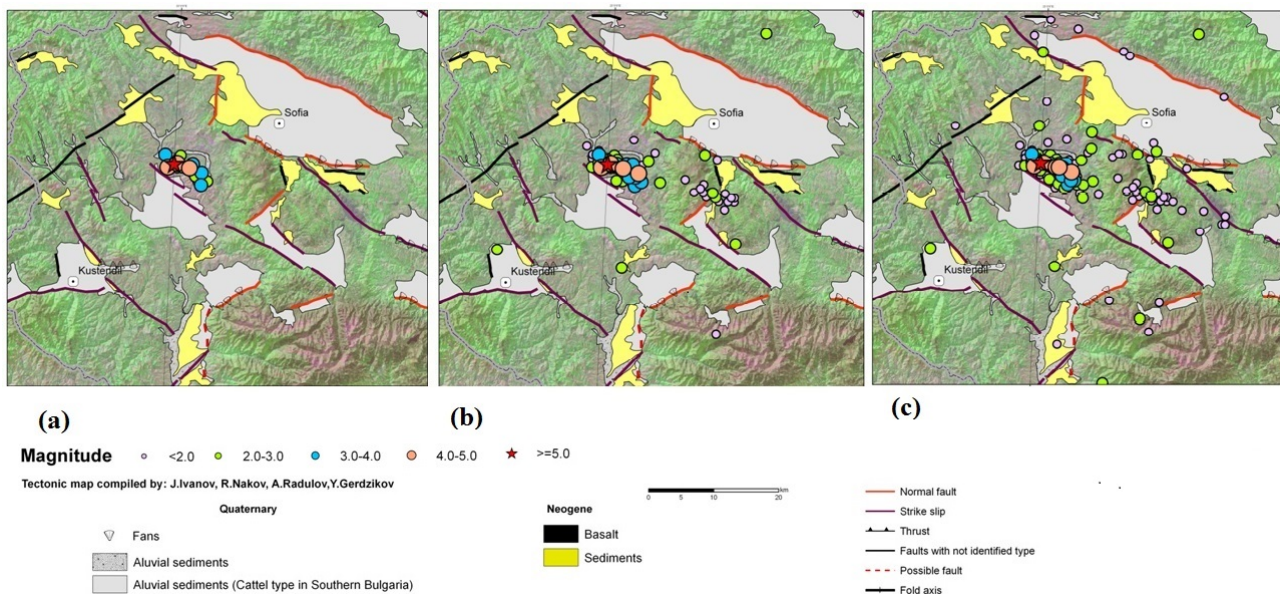 Sofia
Kustendil
Sofia
Kustendil
Sofia
Kustendil
(a)
(b)
(c)
Magnitude <2.0 2.0-3.0 3.0-4.0 4.0-5.0 >=5.0
Tectonic map compiled by: J.Ivanov, R.Nakov, A.Radulov,Y.Gerdzikov
Quaternary
Fans
Aluvial sediments
Aluvial sediments (Cattel type in Southern Bulgaria)
Neogene
Basalt
Sediments
0 5 10 20 km
Normal fault
Strike slip
Thrust
Faults with not identified type
Possible fault
Fold axis